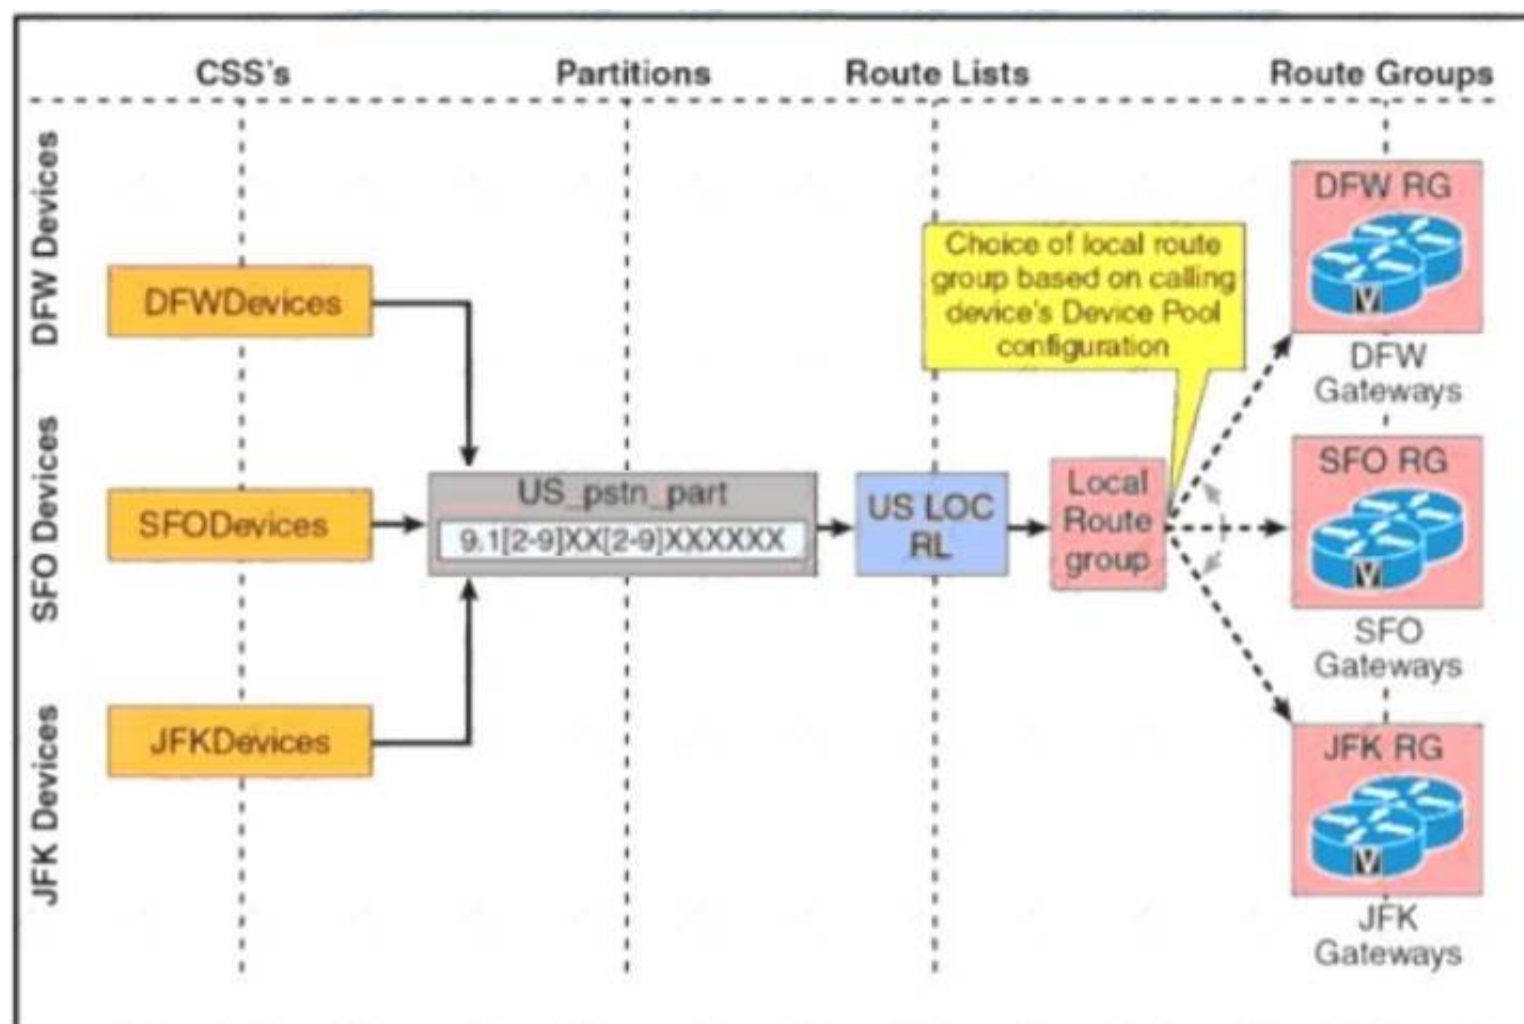 CSS's
Partitions
Route Lists
Route Groups
DFW Devices
SFO Devices
JFK Devices
DFWDevices
SFODevices
JFKDevices
US_pstn_part
9.1[2-9]XX[2-9]XXXXXX
US LOC
RL
Local
Route
group
Choice of local route
group based on calling
device's Device Pool
configuration
DFW RG
V
DFW
Gateways
SFO RG
V
SFO
Gateways
JFK RG
V
JFK
Gateways